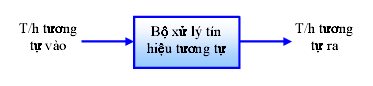 T/h tương
tự vào
Bộ xử lý tín
hiệu tương tự
T/h tương
tự ra